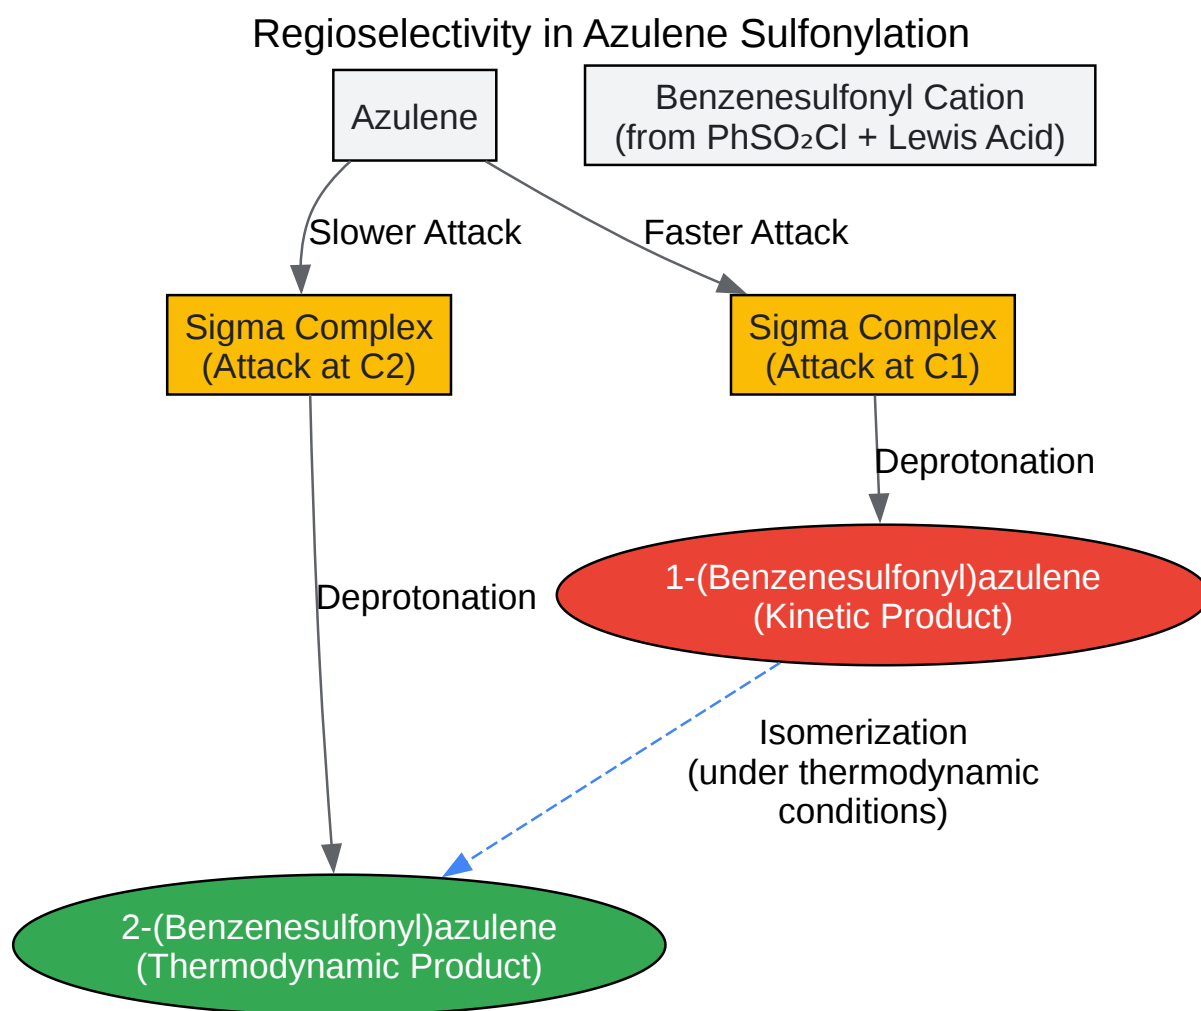 Regioselectivity in Azulene Sulfonylation
Azulene
Benzenesulfonyl Cation
(from PhSO₂Cl + Lewis Acid)
Slower Attack
Faster Attack
Sigma Complex
(Attack at C2)
Sigma Complex
(Attack at C1)
Deprotonation
Deprotonation
1-(Benzenesulfonyl)azulene
(Kinetic Product)
Isomerization
(under thermodynamic
conditions)
2-(Benzenesulfonyl)azulene
(Thermodynamic Product)